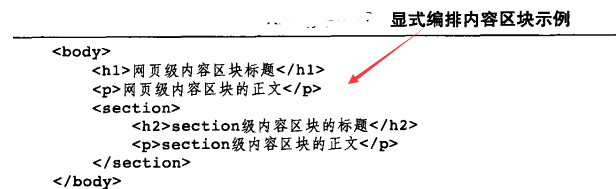 显式编排内容区块示例
<body>
<h1>网页级内容区块标题</h1>
<p>网页级内容区块的正文</p>
<section>
<h2>section级内容区块的标题</h2>
<p>section级内容区块的正文</p>
</section>
</body>